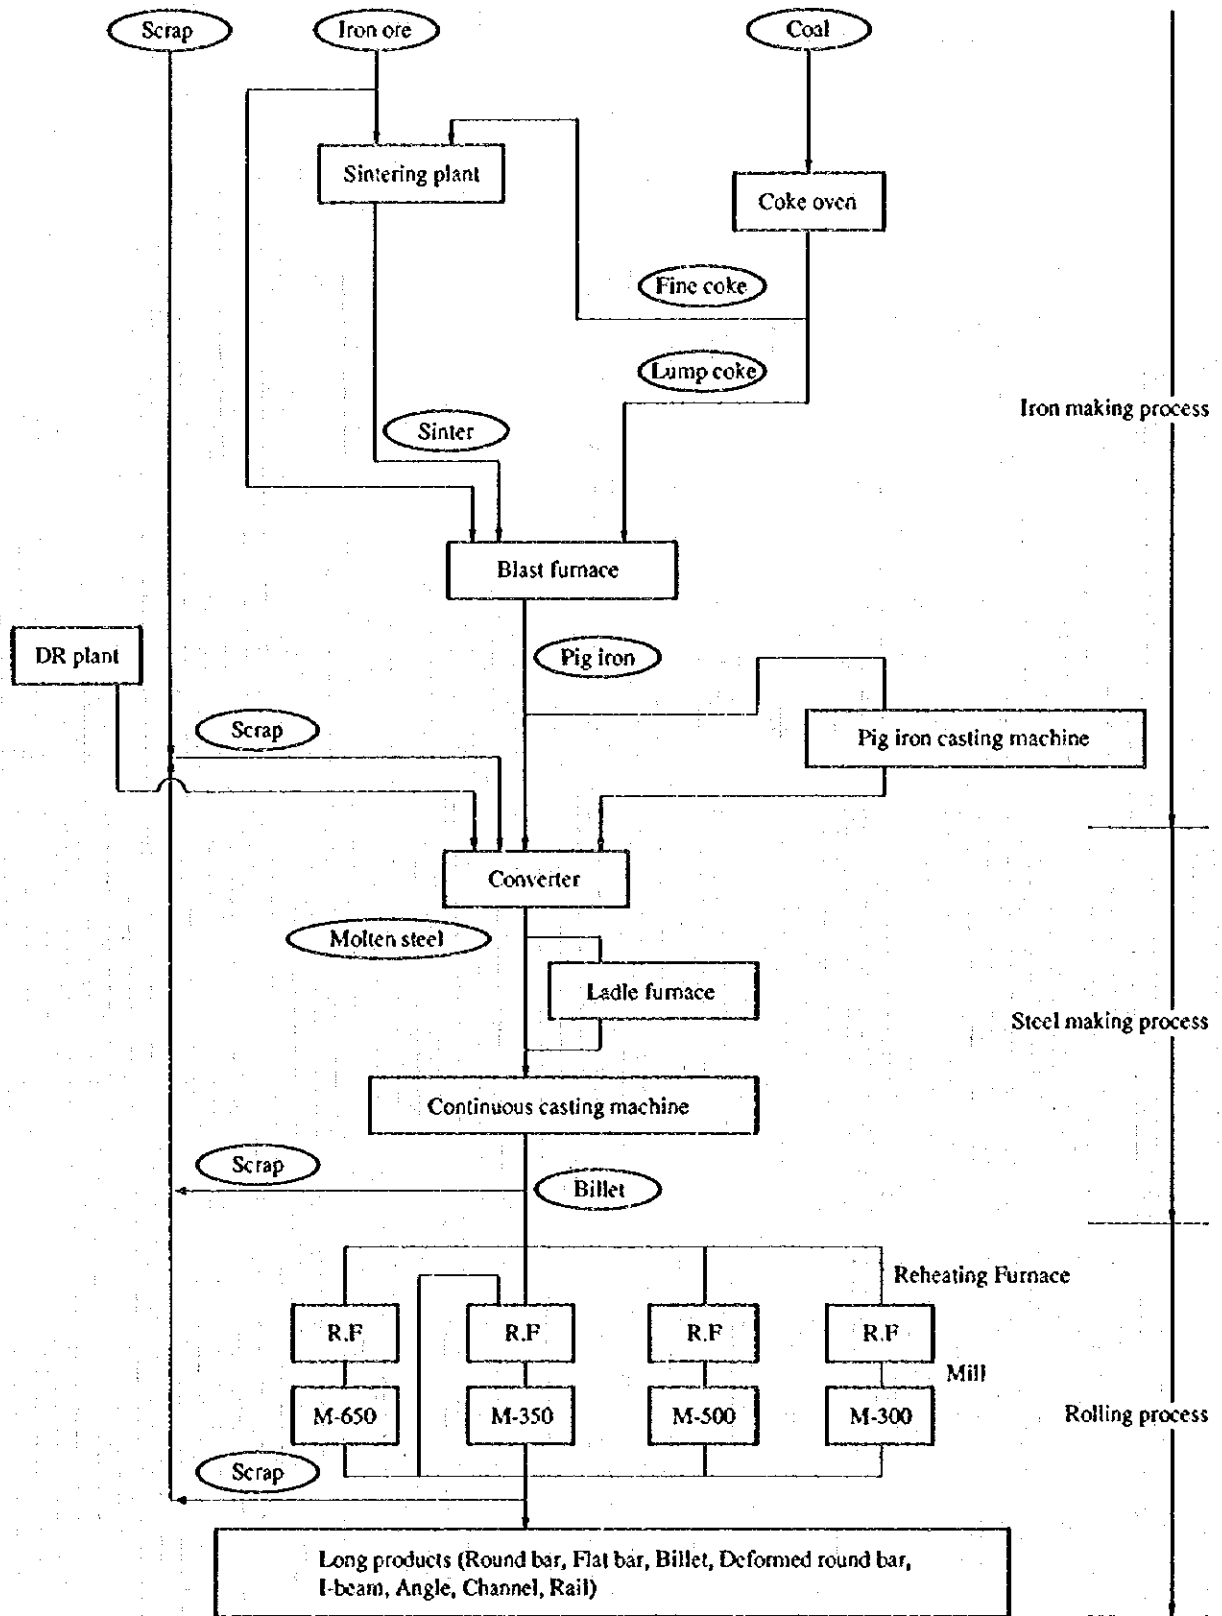 Scrap
Iron ore
Coal
Sintering plant
Coke oven
Fine coke
Lump coke
Iron making process
Sinter
Blast furnace
DR plant
Pig iron
Scrap
Pig iron casting machine
Converter
Molten steel
Ladle furnace
Steel making process
Continuous casting machine
Scrap
Billet
Reheating Furnace
R.F
R.F
R.F
R.F
Mill
M-650
M-350
M-500
M-300
Rolling process
Scrap
Long products (Round bar, Flat bar, Billet, Deformed round bar,
I-beam, Angle, Channel, Rail)